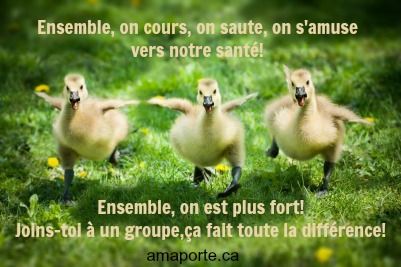 Ensemble, on cours, on saute, on s'amuse
vers notre santé!
Ensemble, on est plus fort!
Joins-toi à un groupe,ça fait toute la différence!
amaporte.ca